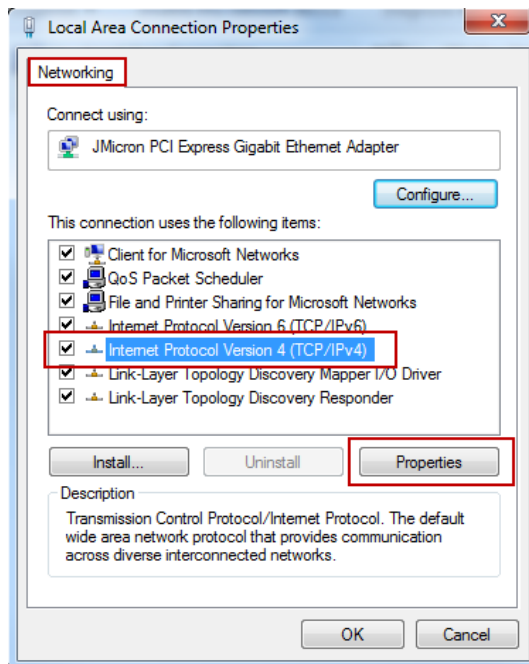 Local Area Connection Properties
Networking
Connect using:
JMicron PCI Express Gigabit Ethernet Adapter
Configure...
This connection uses the following items:
Client for Microsoft Networks
QoS Packet Scheduler
File and Printer Sharing for Microsoft Networks
Internet Protocol Version 6 (TCP/IPv6)
Internet Protocol Version 4 (TCP/IPv4)
Link-Layer Topology Discovery Mapper I/O Driver
Link-Layer Topology Discovery Responder
Install... Uninstall Properties
Description
Transmission Control Protocol/Internet Protocol. The default
wide area network protocol that provides communication
across diverse interconnected networks.
OK Cancel